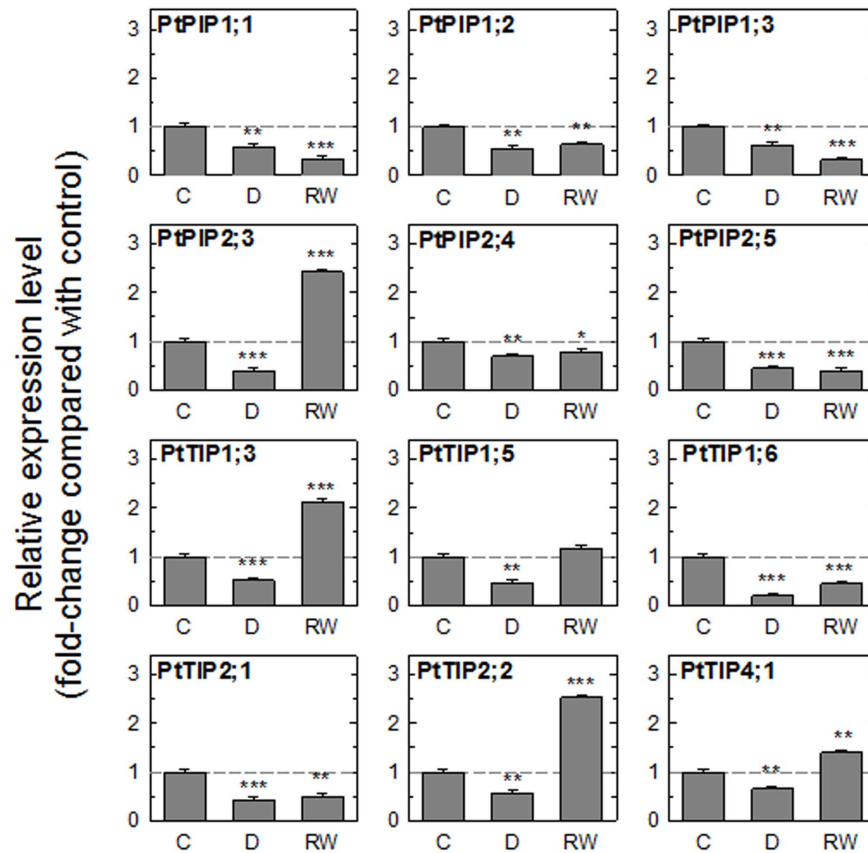 Relative expression level
(fold-change compared with control)
PtPIP1;1
3
2
1
0
** ***
C D RW
PtPIP1;2
3
2
1
0
** **
C D RW
PtPIP1;3
3
2
1
0
** ***
C D RW
PtPIP2;3
3
2
1
0
*** ***
C D RW
PtPIP2;4
3
2
1
0
** *
C D RW
PtPIP2;5
3
2
1
0
*** ***
C D RW
PtTIP1;3
3
2
1
0
*** ***
C D RW
PtTIP1;5
3
2
1
0
**
C D RW
PtTIP1;6
3
2
1
0
*** ***
C D RW
PtTIP2;1
3
2
1
0
*** **
C D RW
PtTIP2;2
3
2
1
0
** ***
C D RW
PtTIP4;1
3
2
1
0
** **
C D RW